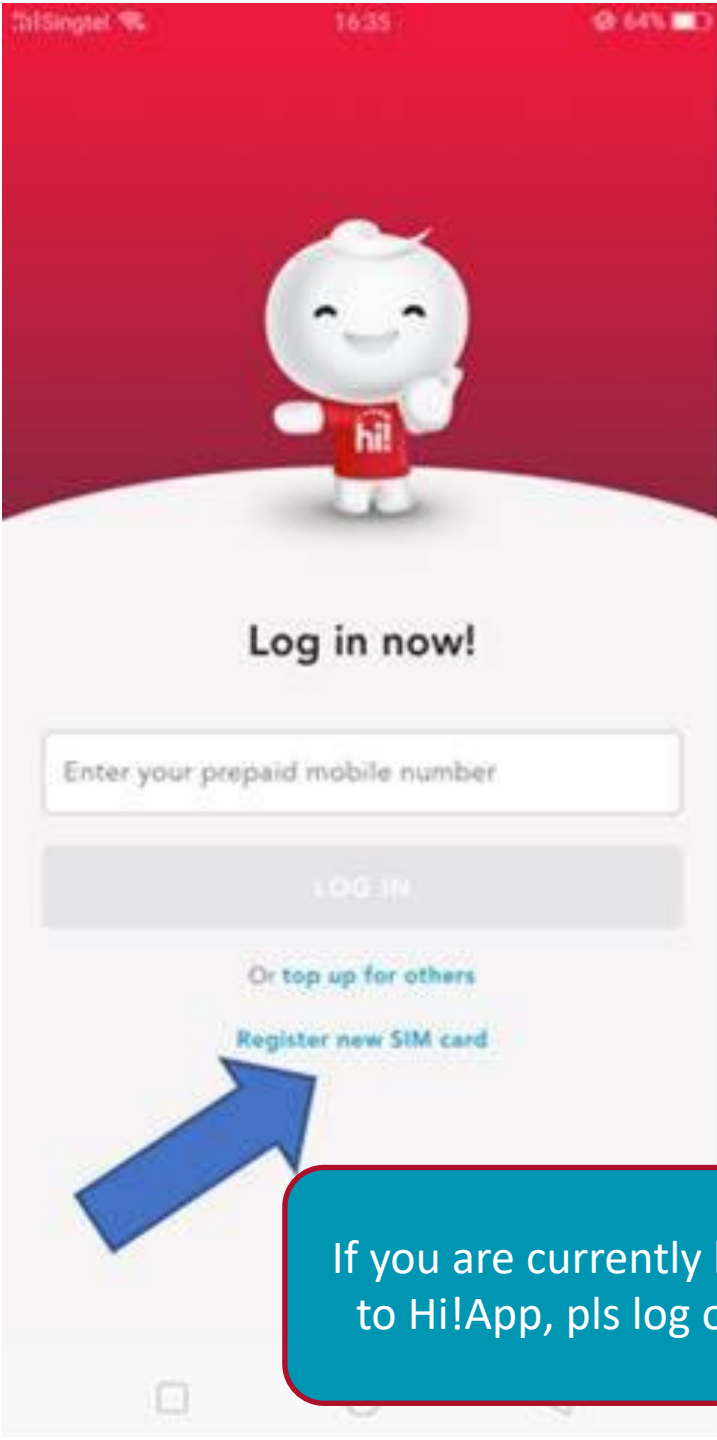 Singtel 16:35 64%
hi!
Log in now!
Enter your prepaid mobile number
LOG IN
Or top up for others
Register new SIM card
If you are currently
to Hi!App, pls log